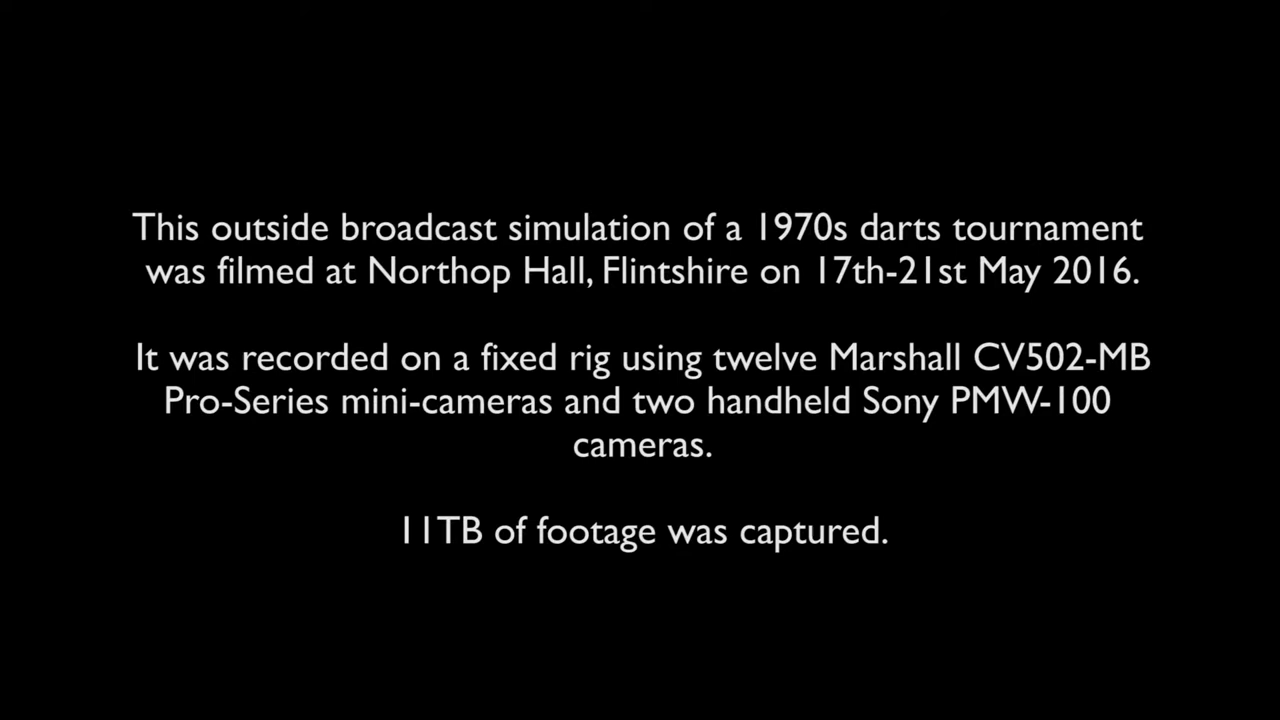 This outside broadcast simulation of a 1970s darts tournament
was filmed at Northop Hall, Flintshire on 17th-21st May 2016.
It was recorded on a fixed rig using twelve Marshall CV502-MB
Pro-Series mini-cameras and two handheld Sony PMW-100
cameras.
11TB of footage was captured.